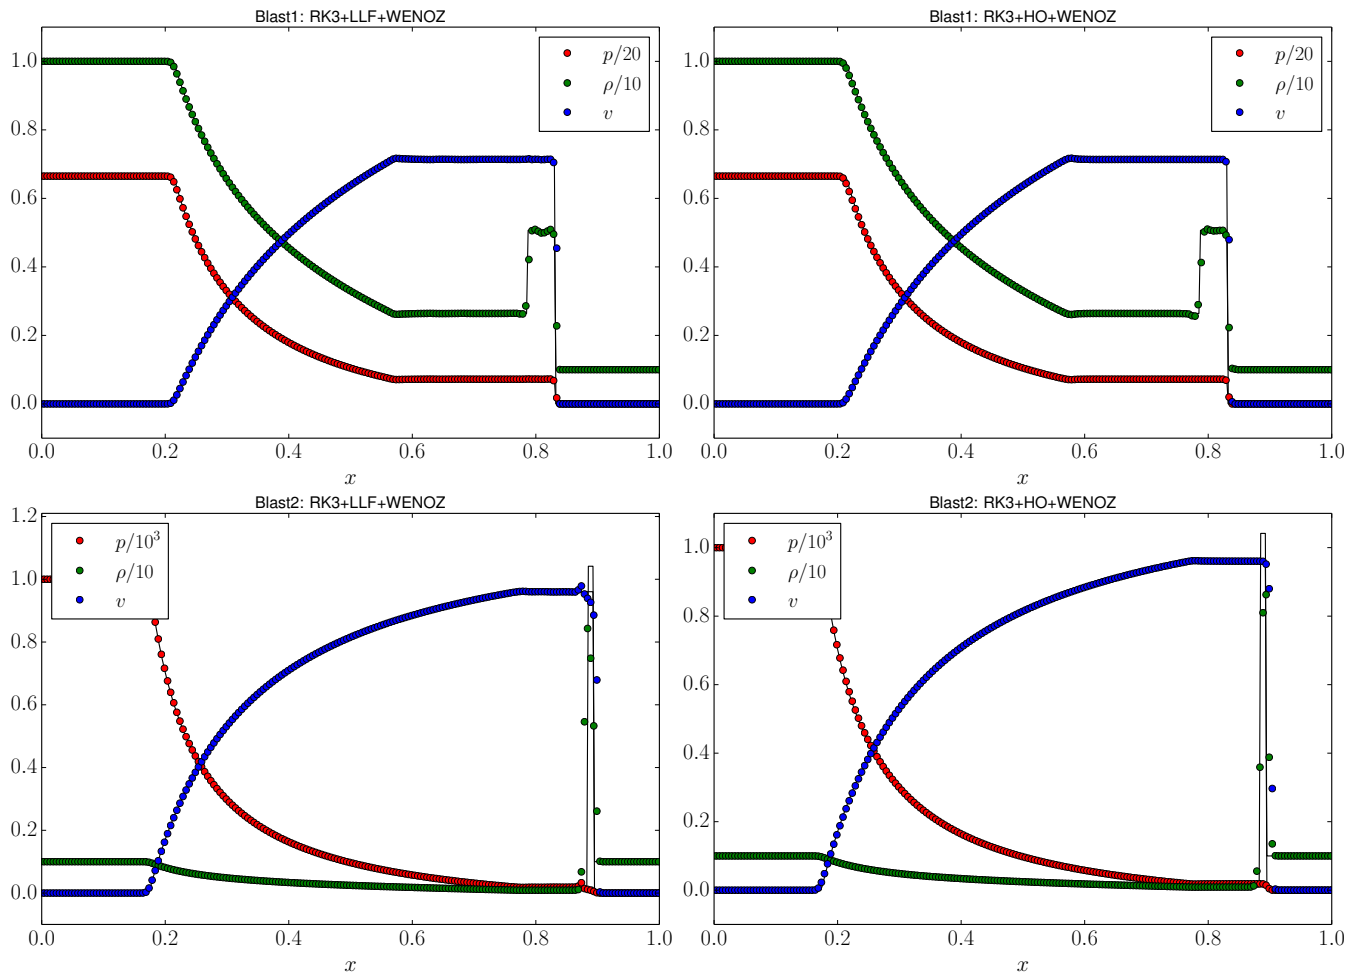 Blast1: RK3+LLF+WENOZ
p/20
ρ/10
v
1.0
0.8
0.6
0.4
0.2
0.0
0.0 0.2 0.4 0.6 0.8 1.0
x
Blast1: RK3+HO+WENOZ
p/20
ρ/10
v
1.0
0.8
0.6
0.4
0.2
0.0
0.0 0.2 0.4 0.6 0.8 1.0
x
Blast2: RK3+LLF+WENOZ
p/10³
ρ/10
v
1.2
1.0
0.8
0.6
0.4
0.2
0.0
0.0 0.2 0.4 0.6 0.8 1.0
x
Blast2: RK3+HO+WENOZ
p/10³
ρ/10
v
1.0
0.8
0.6
0.4
0.2
0.0
0.0 0.2 0.4 0.6 0.8 1.0
x